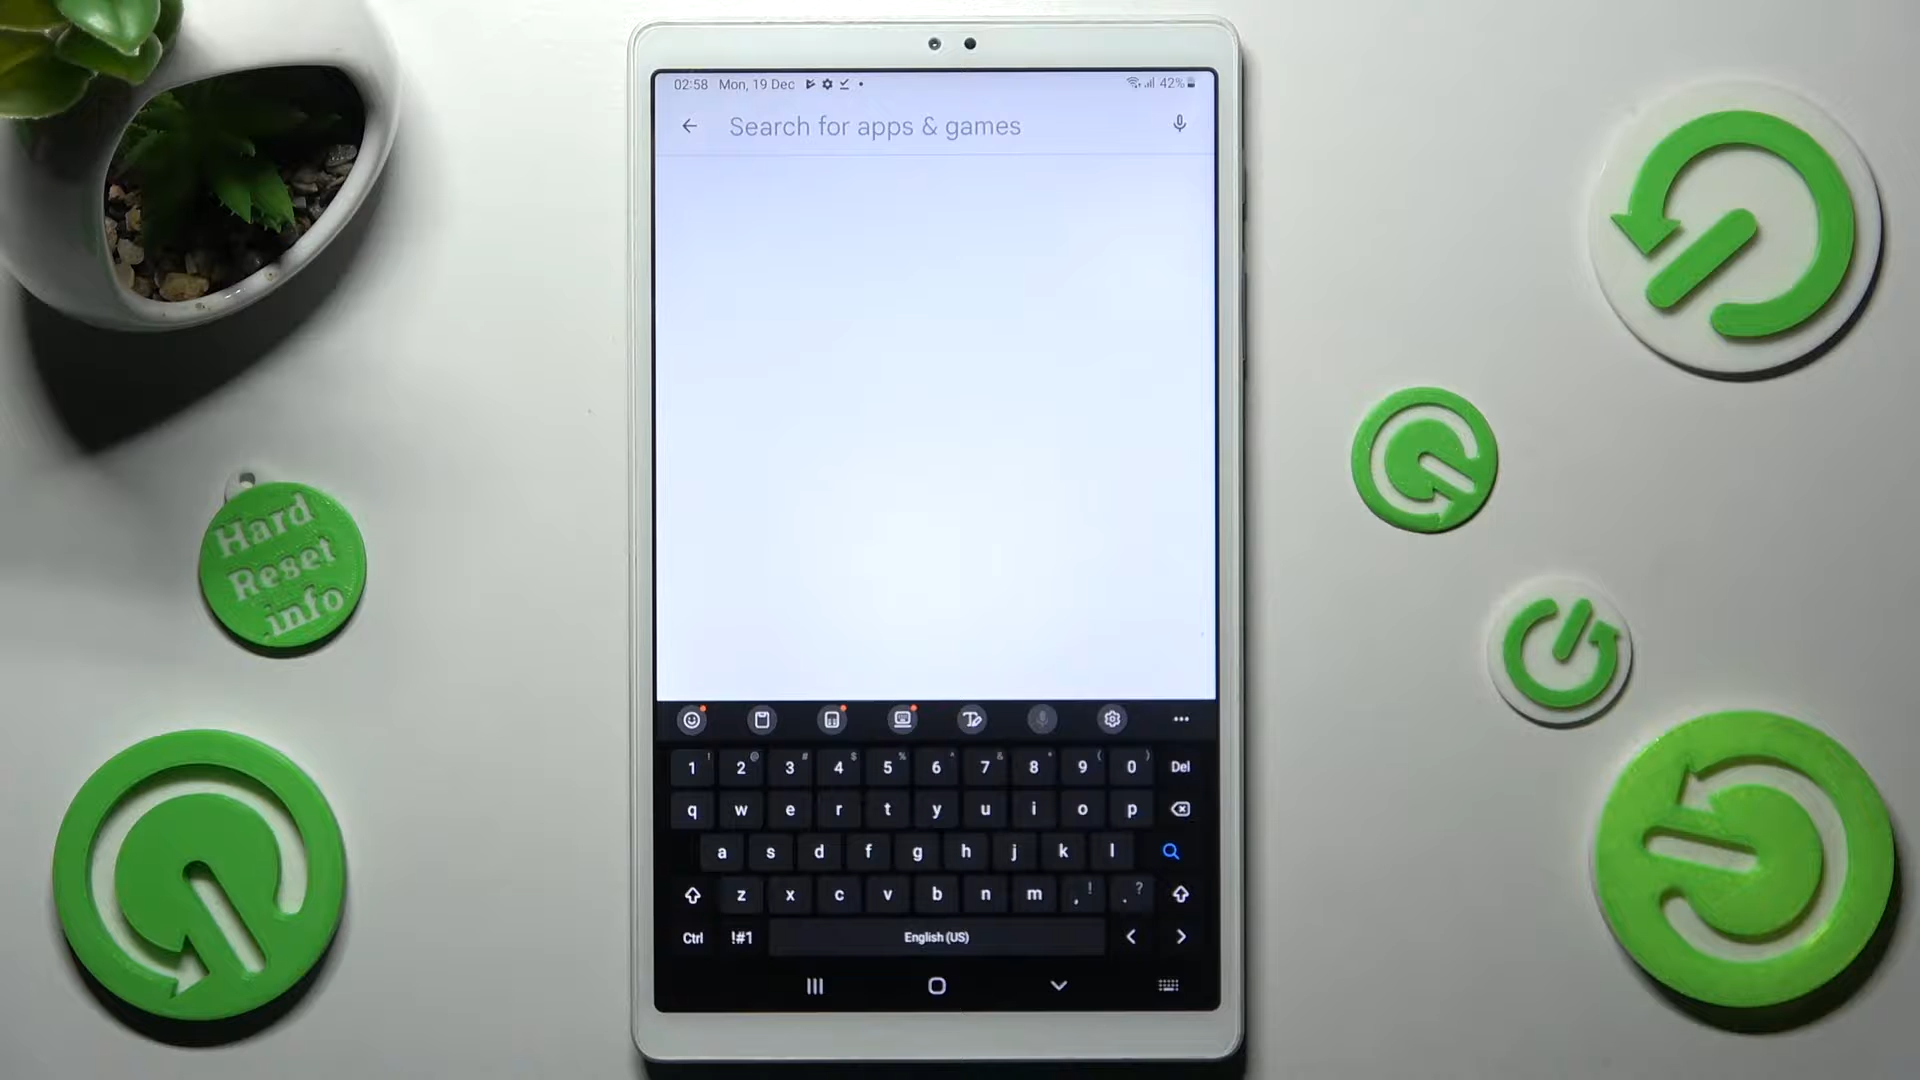 02:58 Mon, 19 Dec
42%
Search for apps & games
Hard
Reset
.info
1 ! 2 @ 3 # 4 $ 5 % 6 ^ 7 & 8 * 9 ( 0 ) Del
q w e r t y u i o p
a s d f g h j k l
z x c v b n m , ! . ?
Ctrl !#1 English (US) < >